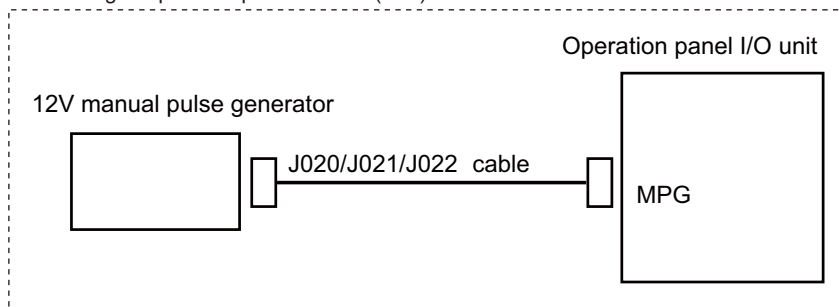 Operation panel I/O unit
12V manual pulse generator
J020/J021/J022 cable
MPG